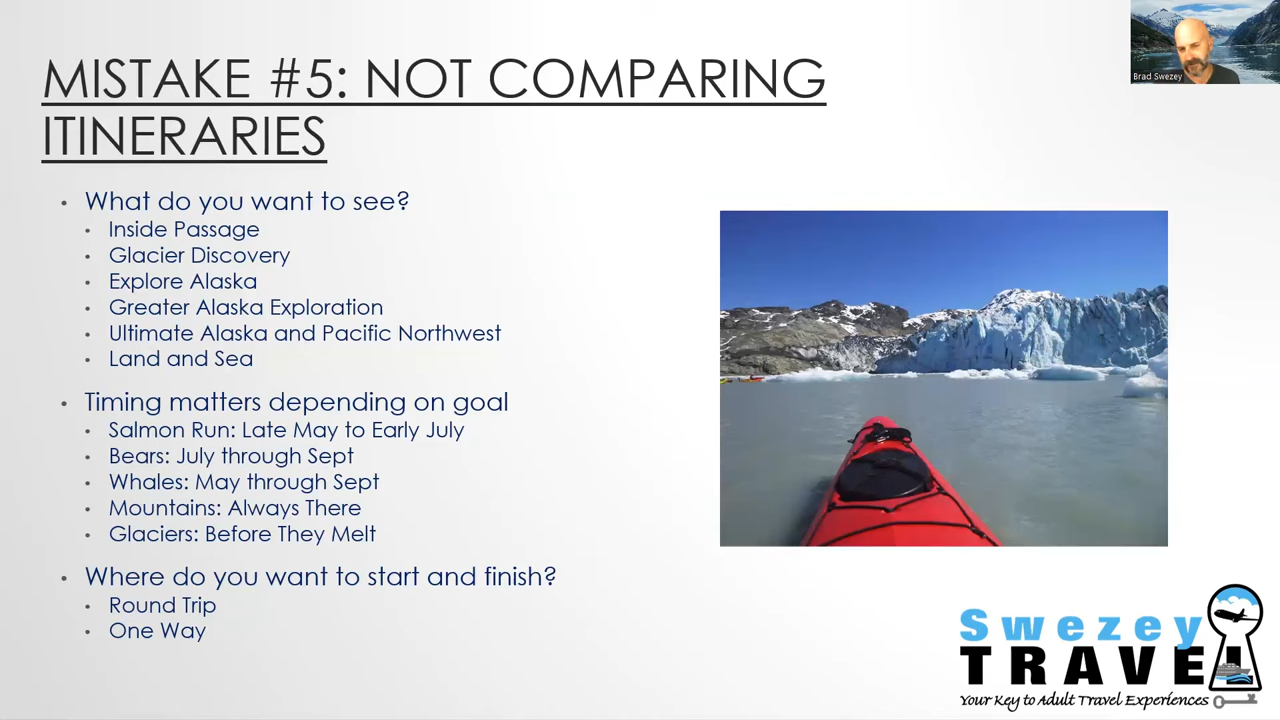 MISTAKE #5: NOT COMPARING
ITINERARIES
Brad Swezey
• What do you want to see?
• Inside Passage
• Glacier Discovery
• Explore Alaska
• Greater Alaska Exploration
• Ultimate Alaska and Pacific Northwest
• Land and Sea
• Timing matters depending on goal
• Salmon Run: Late May to Early July
• Bears: July through Sept
• Whales: May through Sept
• Mountains: Always There
• Glaciers: Before They Melt
• Where do you want to start and finish?
• Round Trip
• One Way
Swezey
TRAVEL
Your Key to Adult Travel Experiences